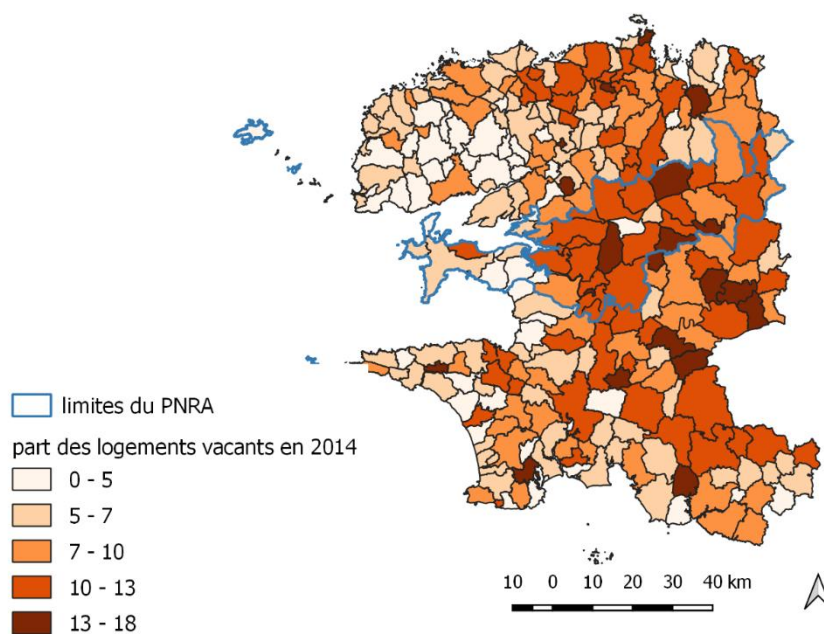 limites du PNRA
part des logements vacants en 2014
0 - 5
5 - 7
7 - 10
10 - 13
13 - 18
10 0 10 20 30 40 km